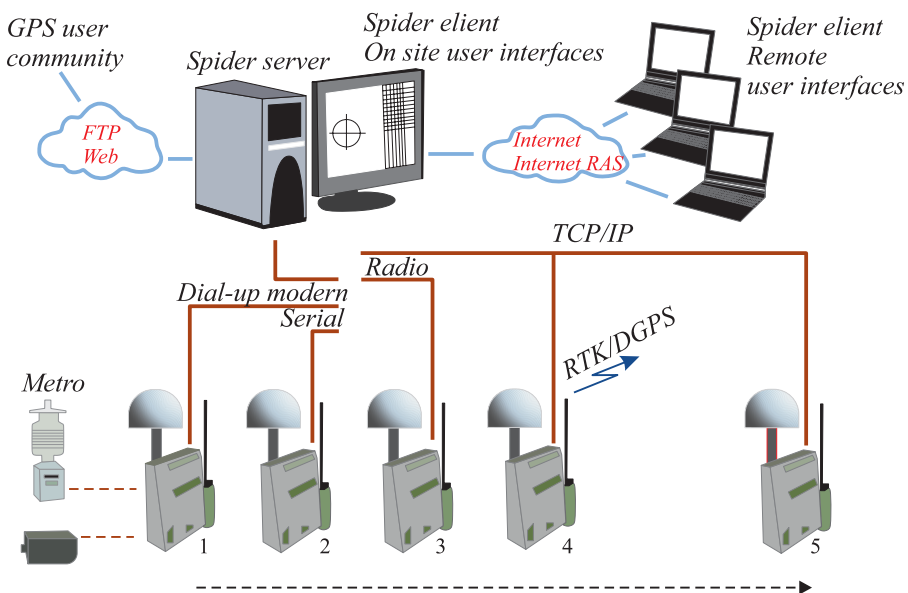 GPS user
community
Spider server
Spider elient
On site user interfaces
Spider elient
Remote
user interfaces
FTP
Web
Internet
Internet RAS
TCP/IP
Radio
Dial-up modern
Serial
RTK/DGPS
Metro
1
2
3
4
5